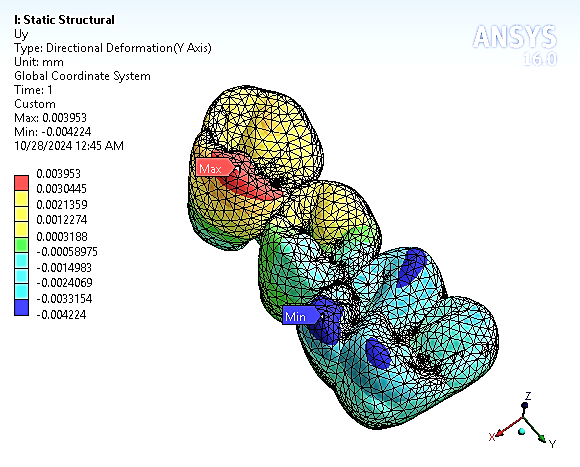 I: Static Structural
Uy
Type: Directional Deformation(Y Axis)
Unit: mm
Global Coordinate System
Time: 1
Custom
Max: 0.003953
Min: -0.004224
10/28/2024 12:45 AM
ANSYS
16.0
0.003953
0.0030445
0.0021359
0.0012274
0.0003188
-0.00058975
-0.0014983
-0.0024069
-0.0033154
-0.004224
Max
Min
Z
X
Y